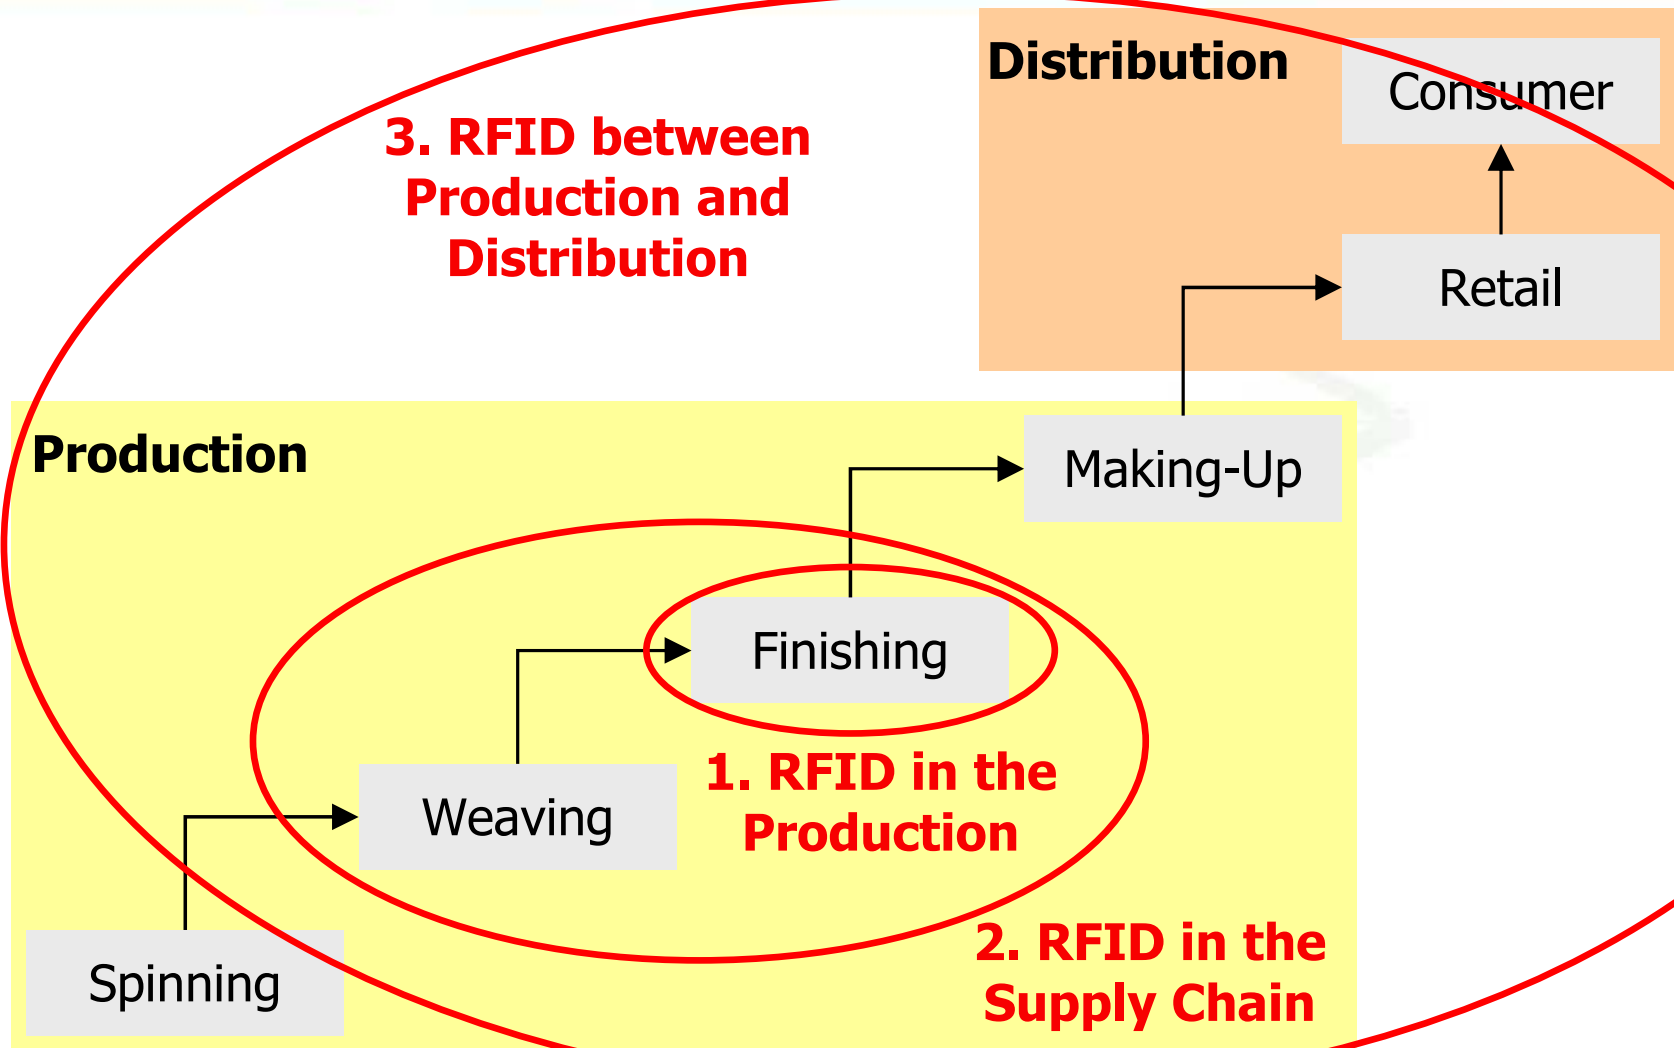 Distribution
Consumer
3. RFID between
Production and
Distribution
Retail
Production
Making-Up
Finishing
1. RFID in the
Production
Weaving
2. RFID in the
Supply Chain
Spinning